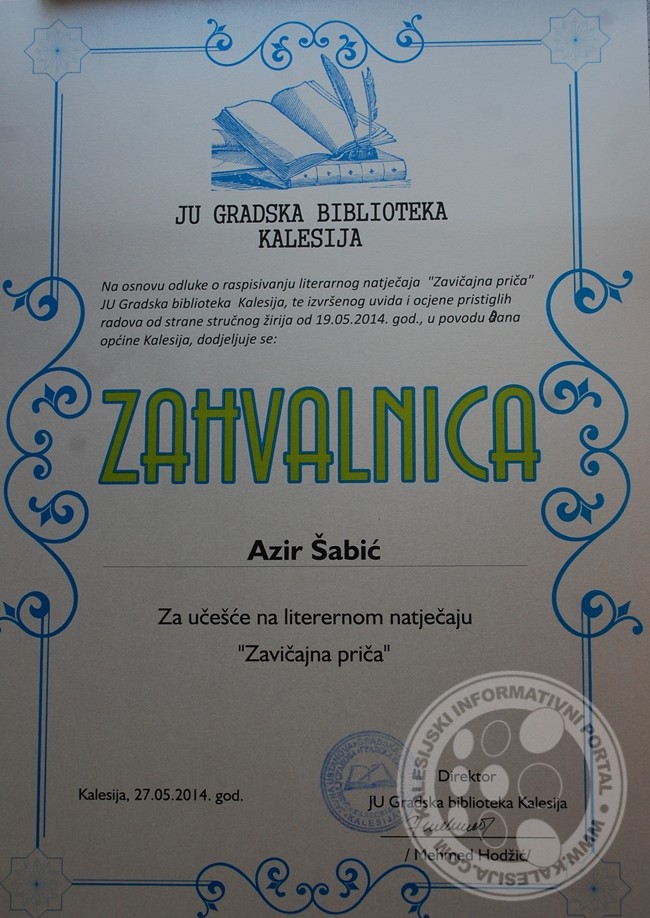 JU GRADSKA BIBLIOTEKA
KALESIJA
Na osnovu odluke o raspisivanju literarnog natječaja "Zavičajna priča"
JU Gradska biblioteka Kalesija, te izvršenog uvida i ocjene pristiglih
radova od strane stručnog žirija od 19.05.2014. god., u povodu Dana
općine Kalesija, dodjeljuje se:
ZAHVALNICA
Azir Šabić
Za učešće na literernom natječaju
"Zavičajna priča"
Kalesija, 27.05.2014. god.
Direktor
JU Gradska biblioteka Kalesija
/ Mehmed Hodžić/
KALESIJSKI INFORMATIVNI PORTAL • WWW.KALESIJA.COM •